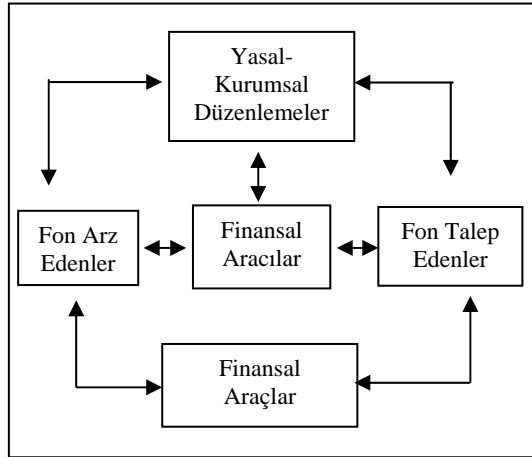 Yasal-
Kurumsal
Düzenlemeler
Fon Arz
Edenler
Finansal
Aracılar
Fon Talep
Edenler
Finansal
Araçlar